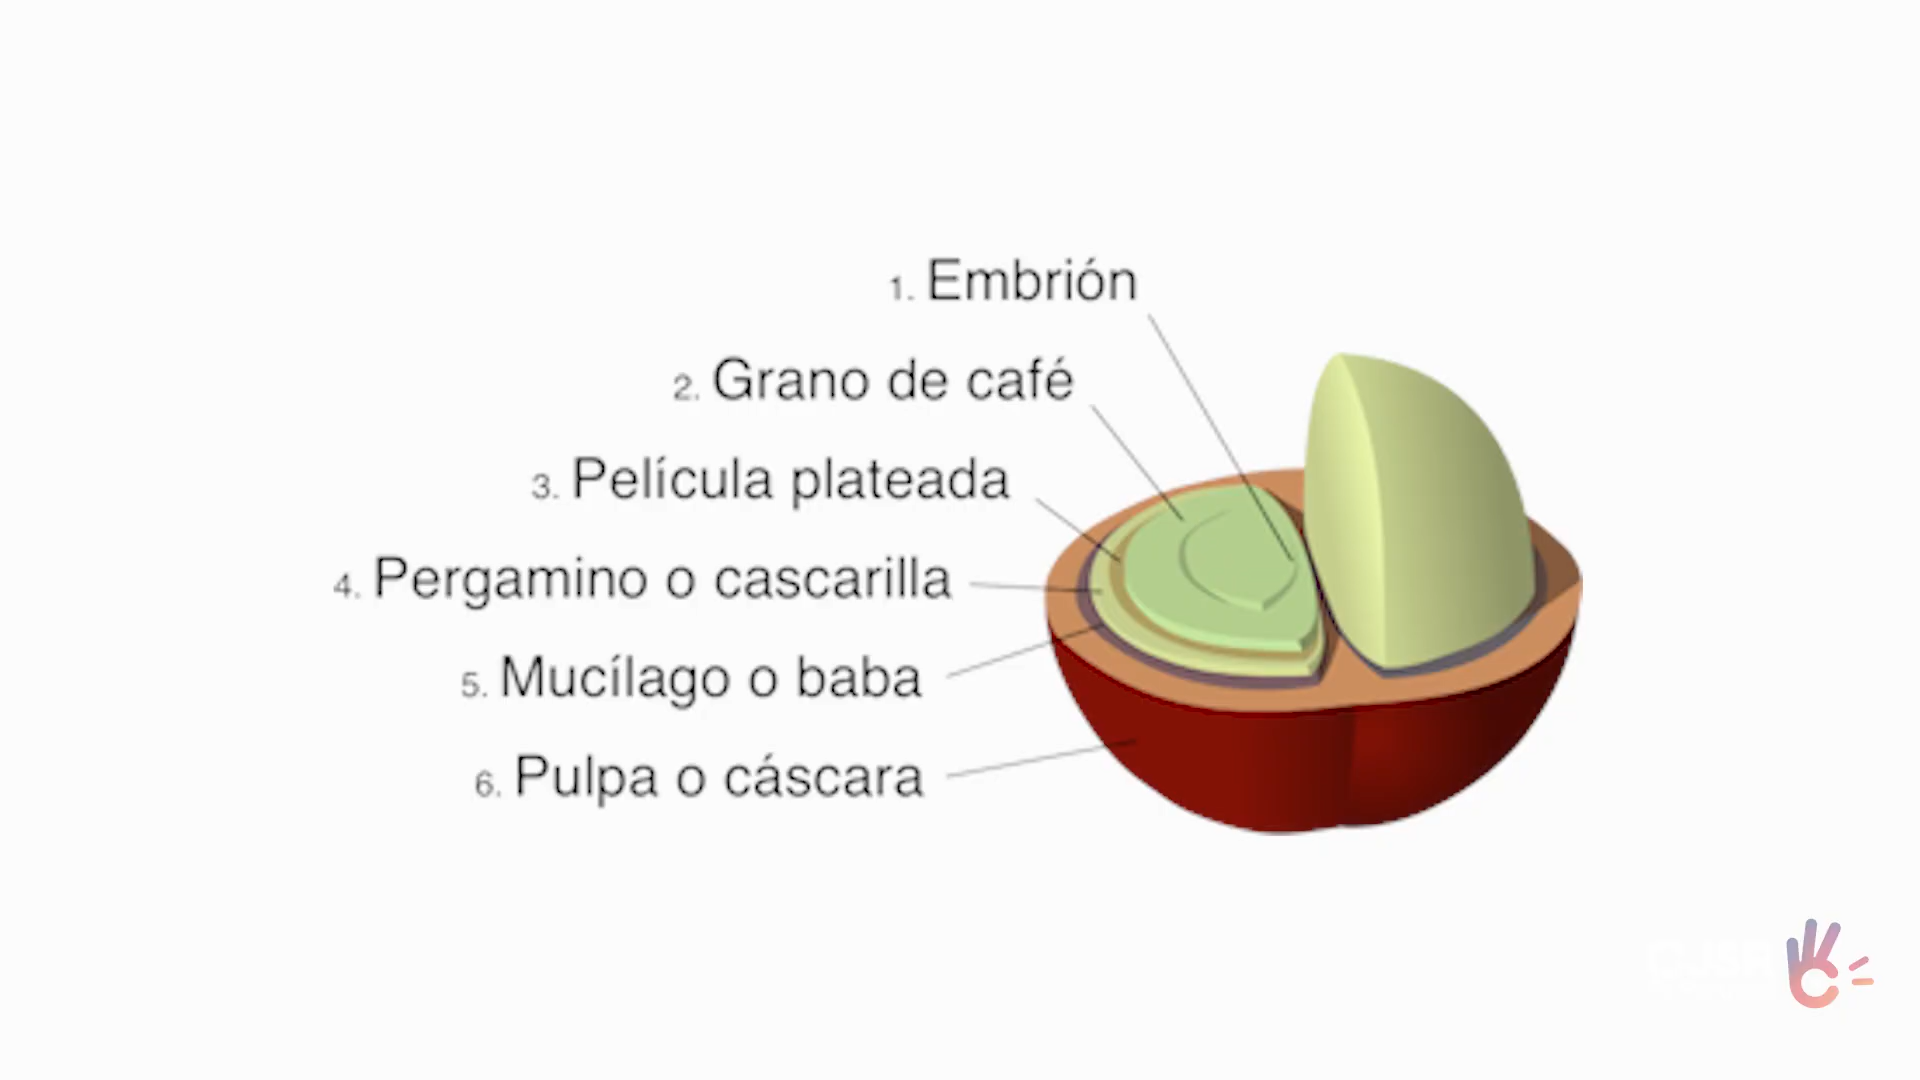 1. Embrión
2. Grano de café
3. Película plateada
4. Pergamino o cascarilla
5. Mucílago o baba
6. Pulpa o cáscara